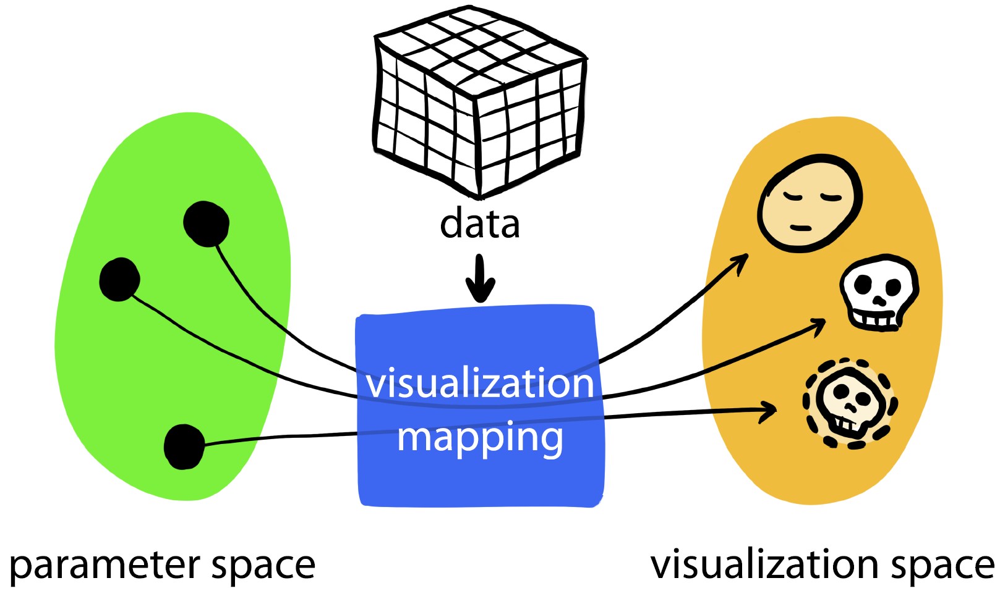 data
visualization
mapping
parameter space
visualization space